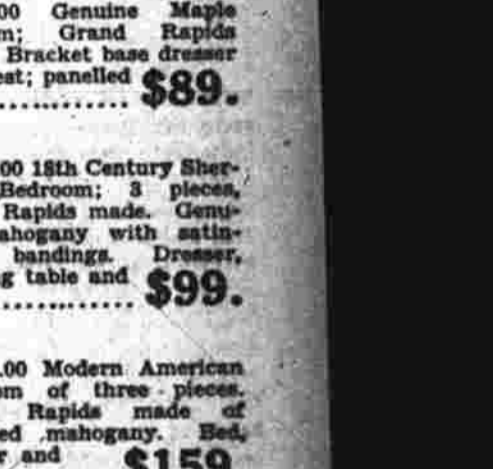 00 Genuine Maple
m; Grand Rapids
Bracket base dresser
est; panelled $89.
00 18th Century Sher-
Bedroom; 3 pieces,
Rapids made. Genu-
ahogany with satin-
bandings. Dresser,
g table and $99.
.00 Modern American
om of three pieces.
Rapids made of
ed mahogany. Bed,
r and $159